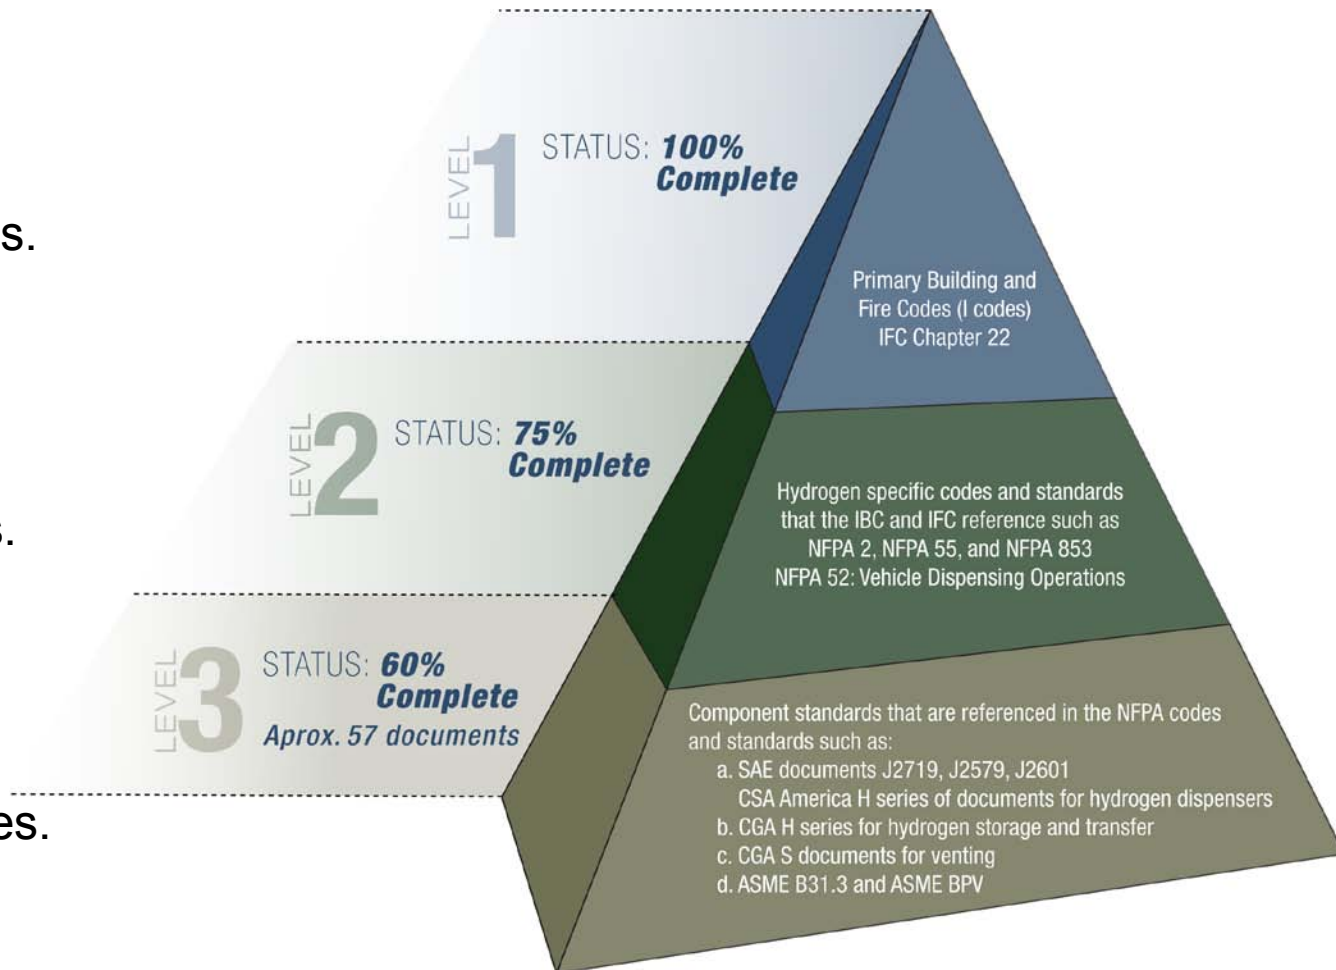 LEVEL 1
STATUS: 100%
Complete
Primary Building and
Fire Codes (I codes)
IFC Chapter 22
s.
LEVEL 2
STATUS: 75%
Complete
Hydrogen specific codes and standards
that the IBC and IFC reference such as
NFPA 2, NFPA 55, and NFPA 853
NFPA 52: Vehicle Dispensing Operations
s.
LEVEL 3
STATUS: 60%
Complete
Aprox. 57 documents
Component standards that are referenced in the NFPA codes
and standards such as:
a. SAE documents J2719, J2579, J2601
CSA America H series of documents for hydrogen dispensers
b. CGA H series for hydrogen storage and transfer
c. CGA S documents for venting
d. ASME B31.3 and ASME BPV
es.